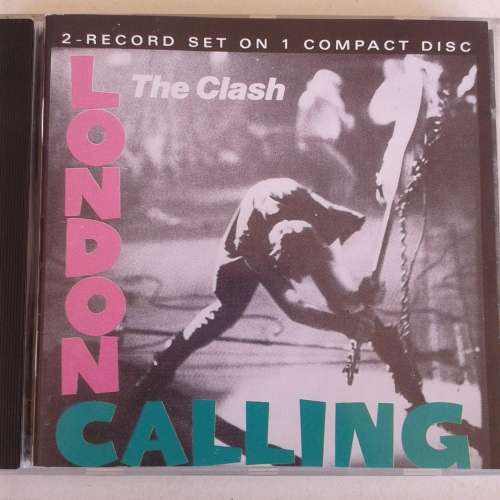 2-RECORD SET ON 1 COMPACT DISC
The Clash
LONDON
CALLING